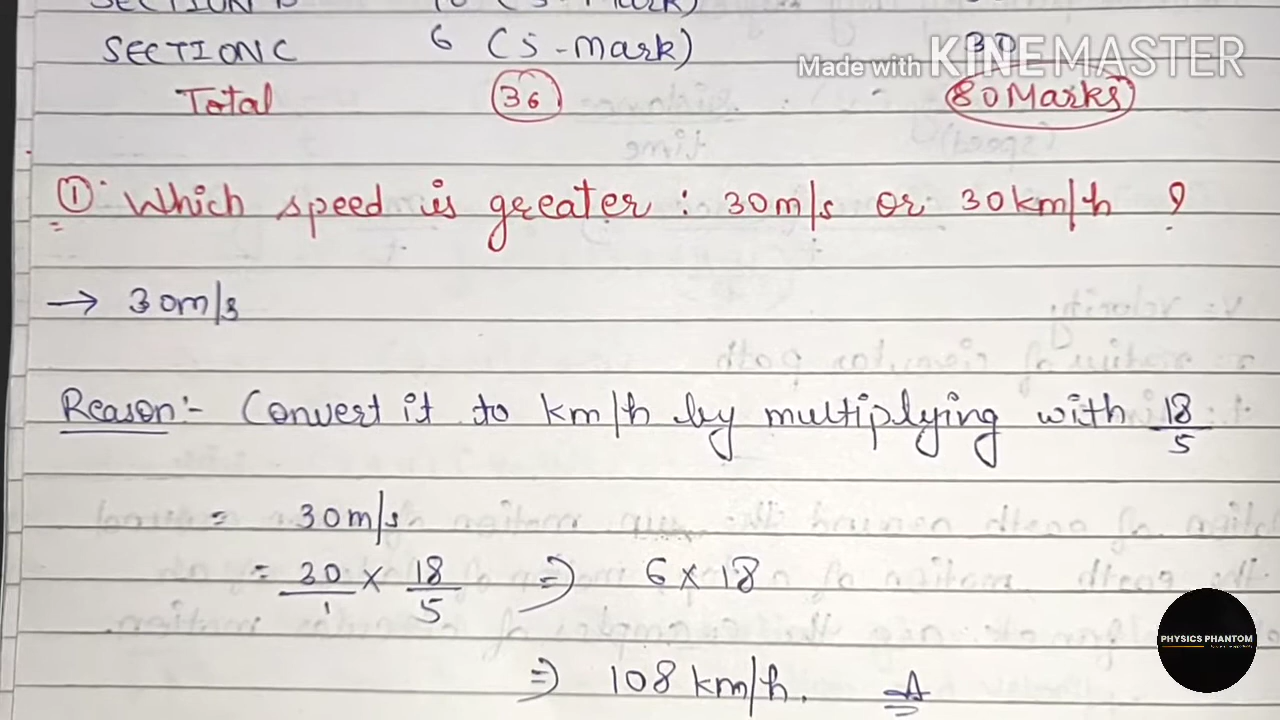 SECTION C 6 (5-mark) 30
Made with KINEMASTER
Total 36 80 Marks
① Which speed is greater : 30m/s or 30km/h ?
→ 30m/s
Reason:- Convert it to km/h by multiplying with 18/5
= 30m/s
= 30/1 × 18/5 ⇒ 6 × 18
PHYSICS PHANTOM
⇒ 108 km/h. A